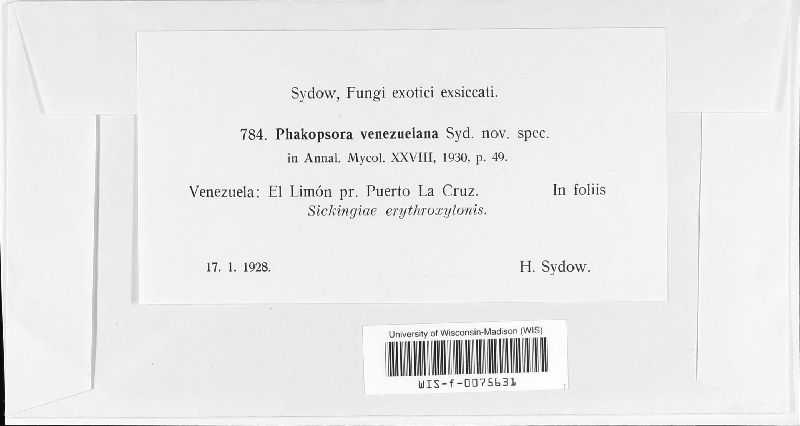 Sydow, Fungi exotici exsiccati.
784. Phakopsora venezuelana Syd. nov. spec.
in Annal. Mycol. XXVIII, 1930, p. 49.
Venezuela: El Limón pr. Puerto La Cruz. In foliis
Sickingiae erythroxylonis.
17. 1. 1928. H. Sydow.
University of Wisconsin-Madison (WIS)
WIS-f-0075631